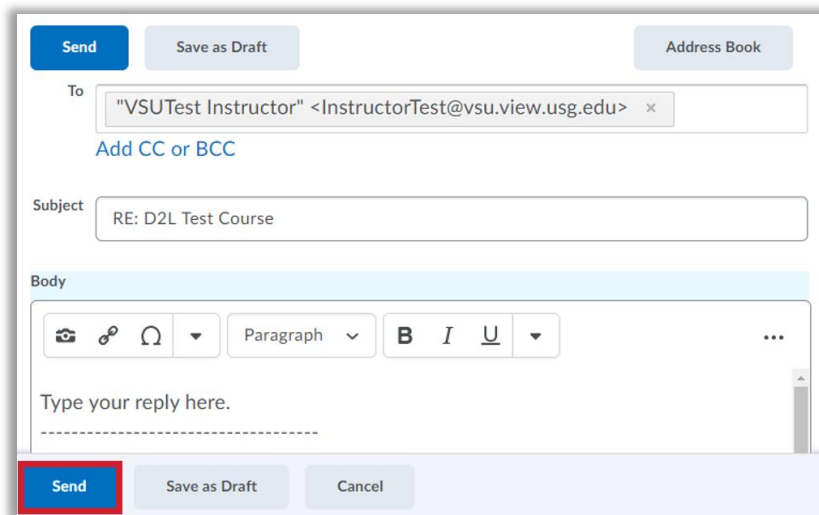 Send Save as Draft Address Book
To "VSUTest Instructor" <InstructorTest@vsu.view.usg.edu> ×
Add CC or BCC
Subject RE: D2L Test Course
Body
Ω Paragraph B I U ...
Type your reply here.
------------------------------------
Send Save as Draft Cancel